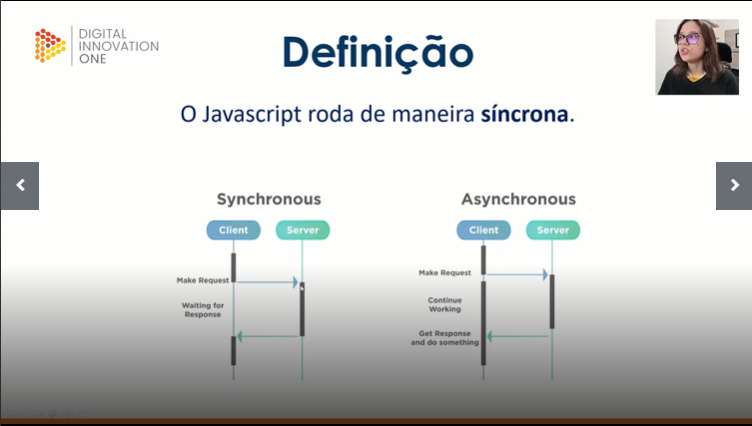 DIGITAL
INNOVATION
ONE
Definição
O Javascript roda de maneira síncrona.
Synchronous
Client
Server
Make Request
Waiting for
Response
Asynchronous
Client
Server
Make Request
Continue
Working
Get Response
and do something